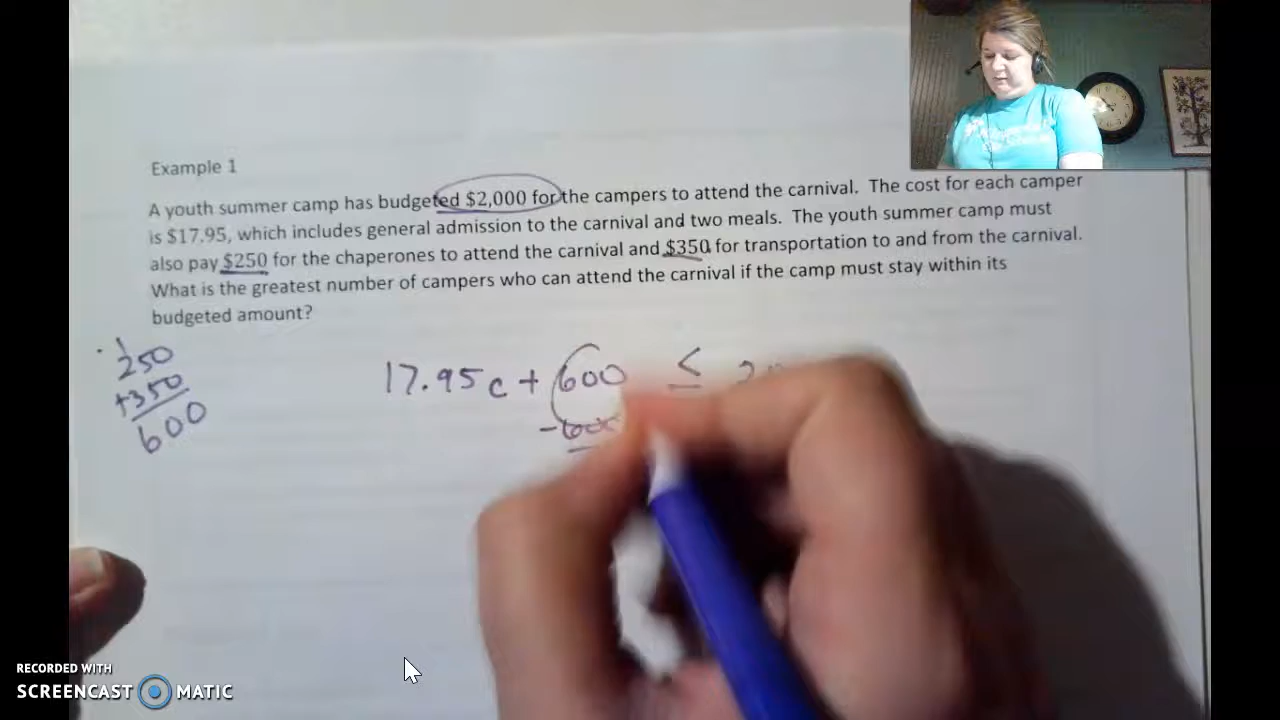 Example 1
A youth summer camp has budgeted $2,000 for the campers to attend the carnival. The cost for each camper
is $17.95, which includes general admission to the carnival and two meals. The youth summer camp must
also pay $250 for the chaperones to attend the carnival and $350 for transportation to and from the carnival.
What is the greatest number of campers who can attend the carnival if the camp must stay within its
budgeted amount?
1
250
+350
600
17.95c + 600 ≤
-600
RECORDED WITH
SCREENCAST MATIC